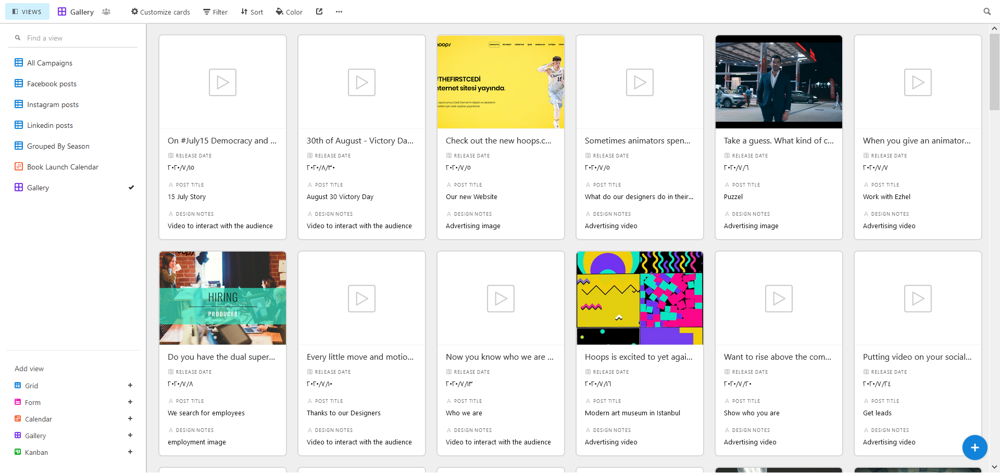 VIEWS
Gallery
Customize cards
Filter
Sort
Color
Find a view
All Campaigns
Facebook posts
Instagram posts
Linkedin posts
Grouped By Season
Book Launch Calendar
Gallery
Add view
Grid
Form
Calendar
Gallery
Kanban
On #July15 Democracy and ...
RELEASE DATE
٢٠٢٠/٧/١٥
POST TITLE
15 July Story
DESIGN NOTES
Video to interact with the audience
30th of August - Victory Da...
RELEASE DATE
٢٠٢٠/٨/٣٠
POST TITLE
August 30 Victory Day
DESIGN NOTES
Video to interact with the audience
hoops
#THEFIRSTCEDİ
nternet sitesi yayında.
Check out the new hoops.c...
RELEASE DATE
٢٠٢٠/٧/٥
POST TITLE
Our new Website
DESIGN NOTES
Advertising image
Sometimes animators spen...
RELEASE DATE
٢٠٢٠/٧/٥
POST TITLE
What do our designers do in their...
DESIGN NOTES
Advertising video
Take a guess. What kind of c...
RELEASE DATE
٢٠٢٠/٧/٦
POST TITLE
Puzzel
DESIGN NOTES
Advertising image
When you give an animator...
RELEASE DATE
٢٠٢٠/٧/٧
POST TITLE
Work with Ezhel
DESIGN NOTES
Advertising video
hoops
HIRING
PRODUCER
Do you have the dual super...
RELEASE DATE
٢٠٢٠/٧/٨
POST TITLE
We search for employees
DESIGN NOTES
employment image
Every little move and motio...
RELEASE DATE
٢٠٢٠/٧/١٠
POST TITLE
Thanks to our Designers
DESIGN NOTES
Video to interact with the audience
Now you know who we are ...
RELEASE DATE
٢٠٢٠/٧/١٣
POST TITLE
Who we are
DESIGN NOTES
Video to interact with the audience
Hoops is excited to yet agai...
RELEASE DATE
٢٠٢٠/٧/١٦
POST TITLE
Modern art museum in Istanbul
DESIGN NOTES
Advertising video
Want to rise above the com...
RELEASE DATE
٢٠٢٠/٧/٢٠
POST TITLE
Show who you are
DESIGN NOTES
Advertising video
Putting video on your social...
RELEASE DATE
٢٠٢٠/٧/٢٤
POST TITLE
Get leads
DESIGN NOTES
Advertising video